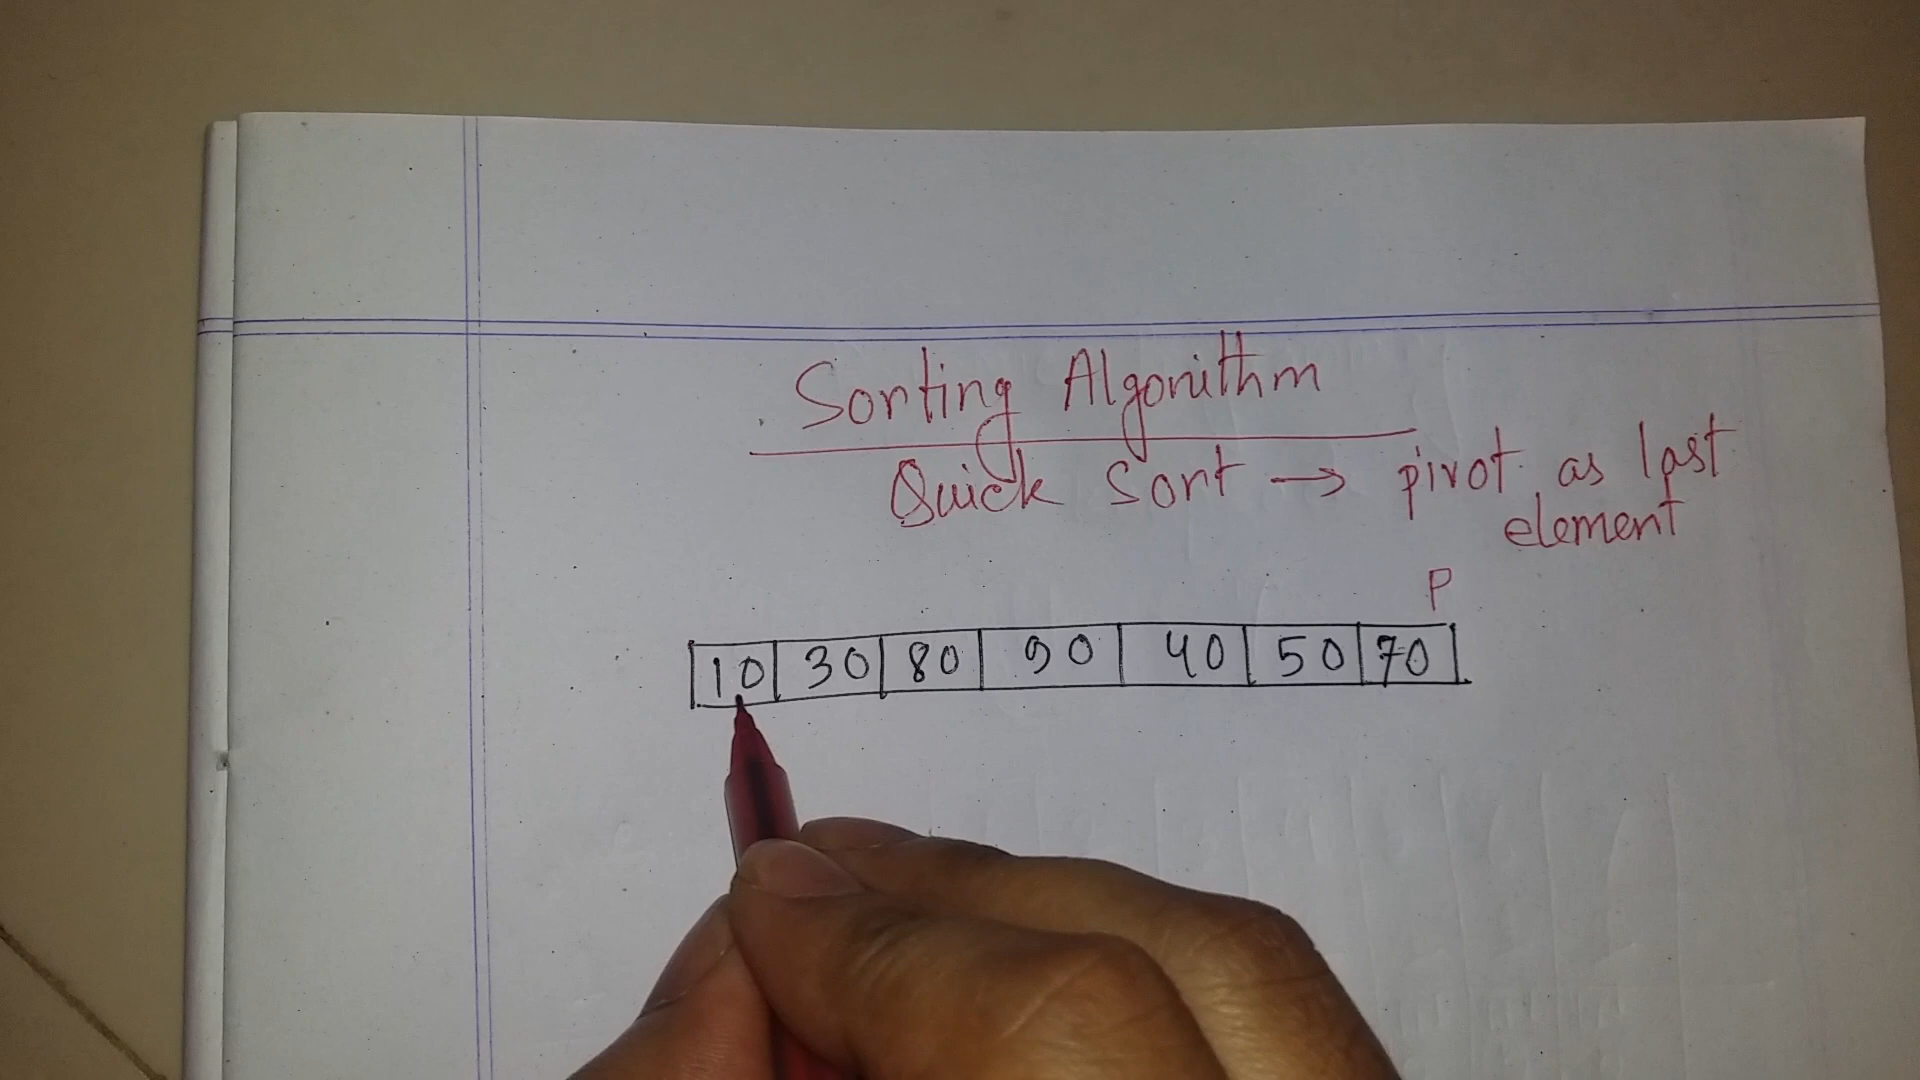 Sorting Algorithm
Quick Sort → pivot as last
element
P
10 30 80 90 40 50 70